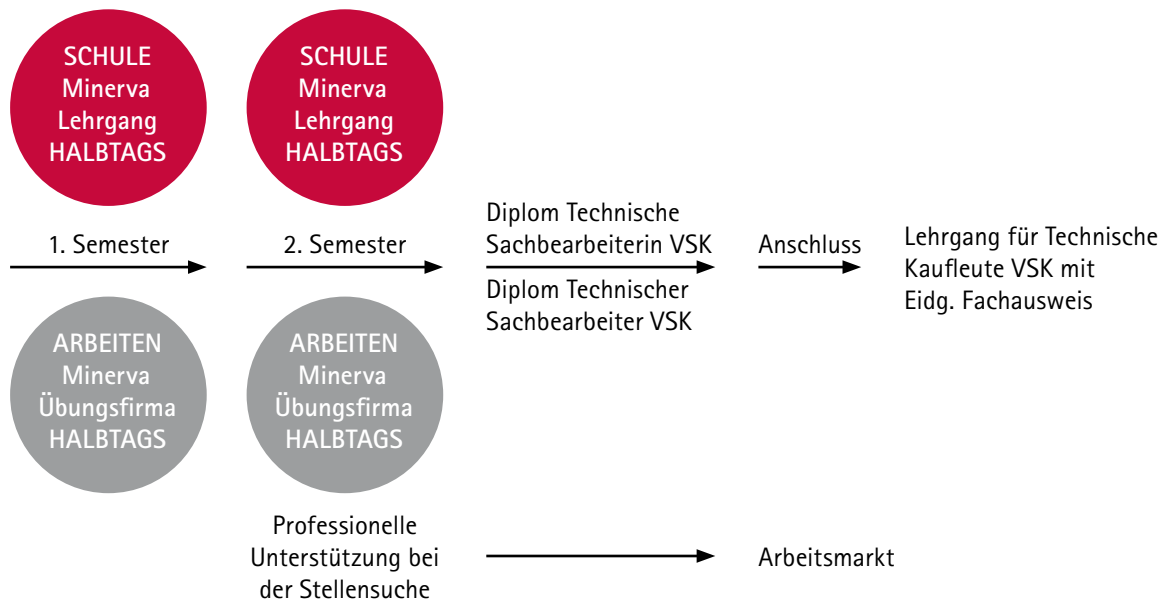 SCHULE
Minerva
Lehrgang
HALBTAGS
SCHULE
Minerva
Lehrgang
HALBTAGS
1. Semester
2. Semester
Diplom Technische
Sachbearbeiterin VSK
Diplom Technischer
Sachbearbeiter VSK
Anschluss
Lehrgang für Technische
Kaufleute VSK mit
Eidg. Fachausweis
ARBEITEN
Minerva
Übungsfirma
HALBTAGS
ARBEITEN
Minerva
Übungsfirma
HALBTAGS
Professionelle
Unterstützung bei
der Stellensuche
Arbeitsmarkt